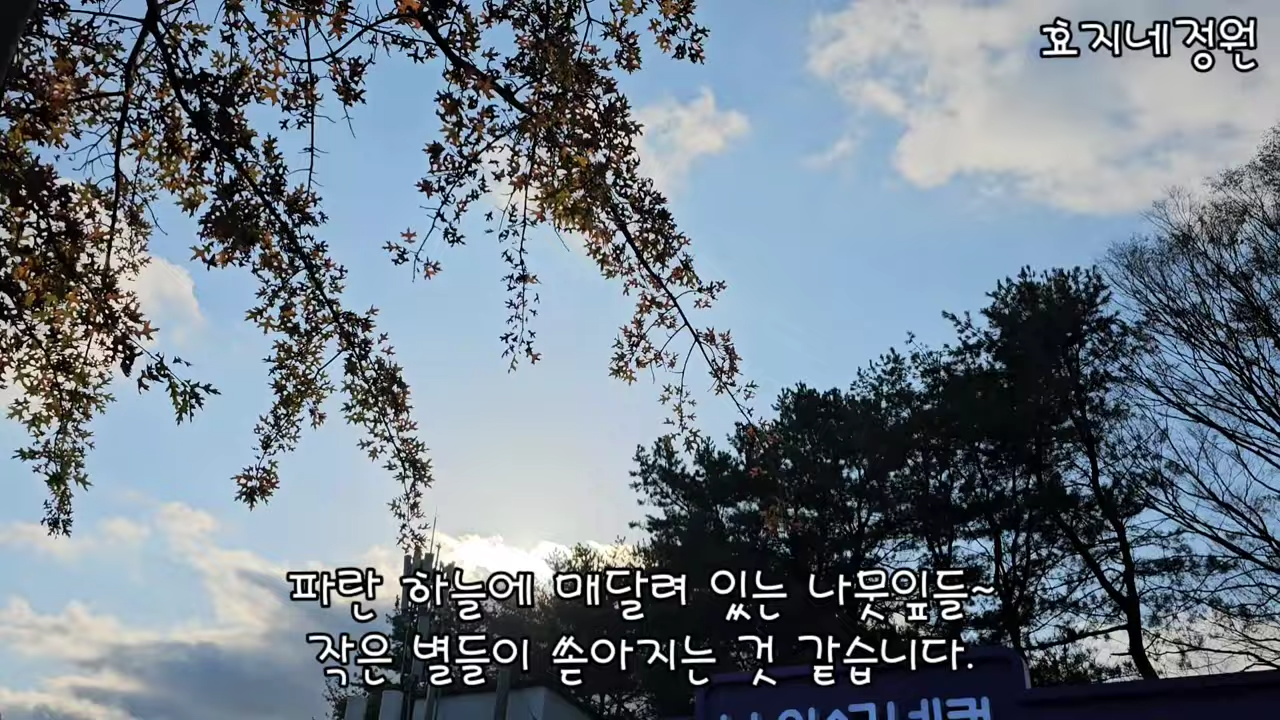 효지네정원
파란 하늘에 매달려 있는 나뭇잎들~
작은 별들이 쏟아지는 것 같습니다.